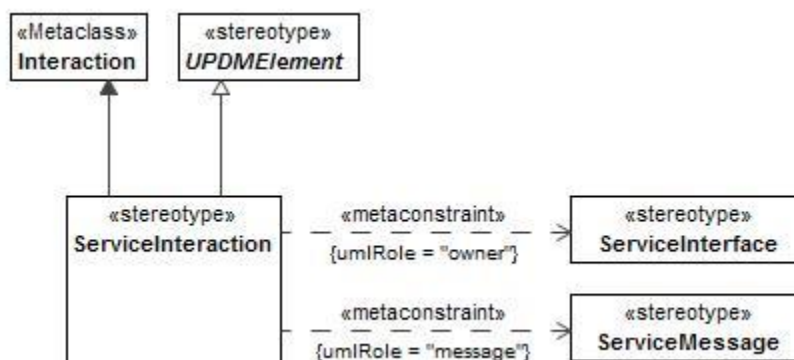 «Metaclass»
Interaction
«stereotype»
UPDMElement
«stereotype»
ServiceInteraction
«metaconstraint»
{umlRole = "owner"}
«stereotype»
ServiceInterface
«metaconstraint»
{umlRole = "message"}
«stereotype»
ServiceMessage